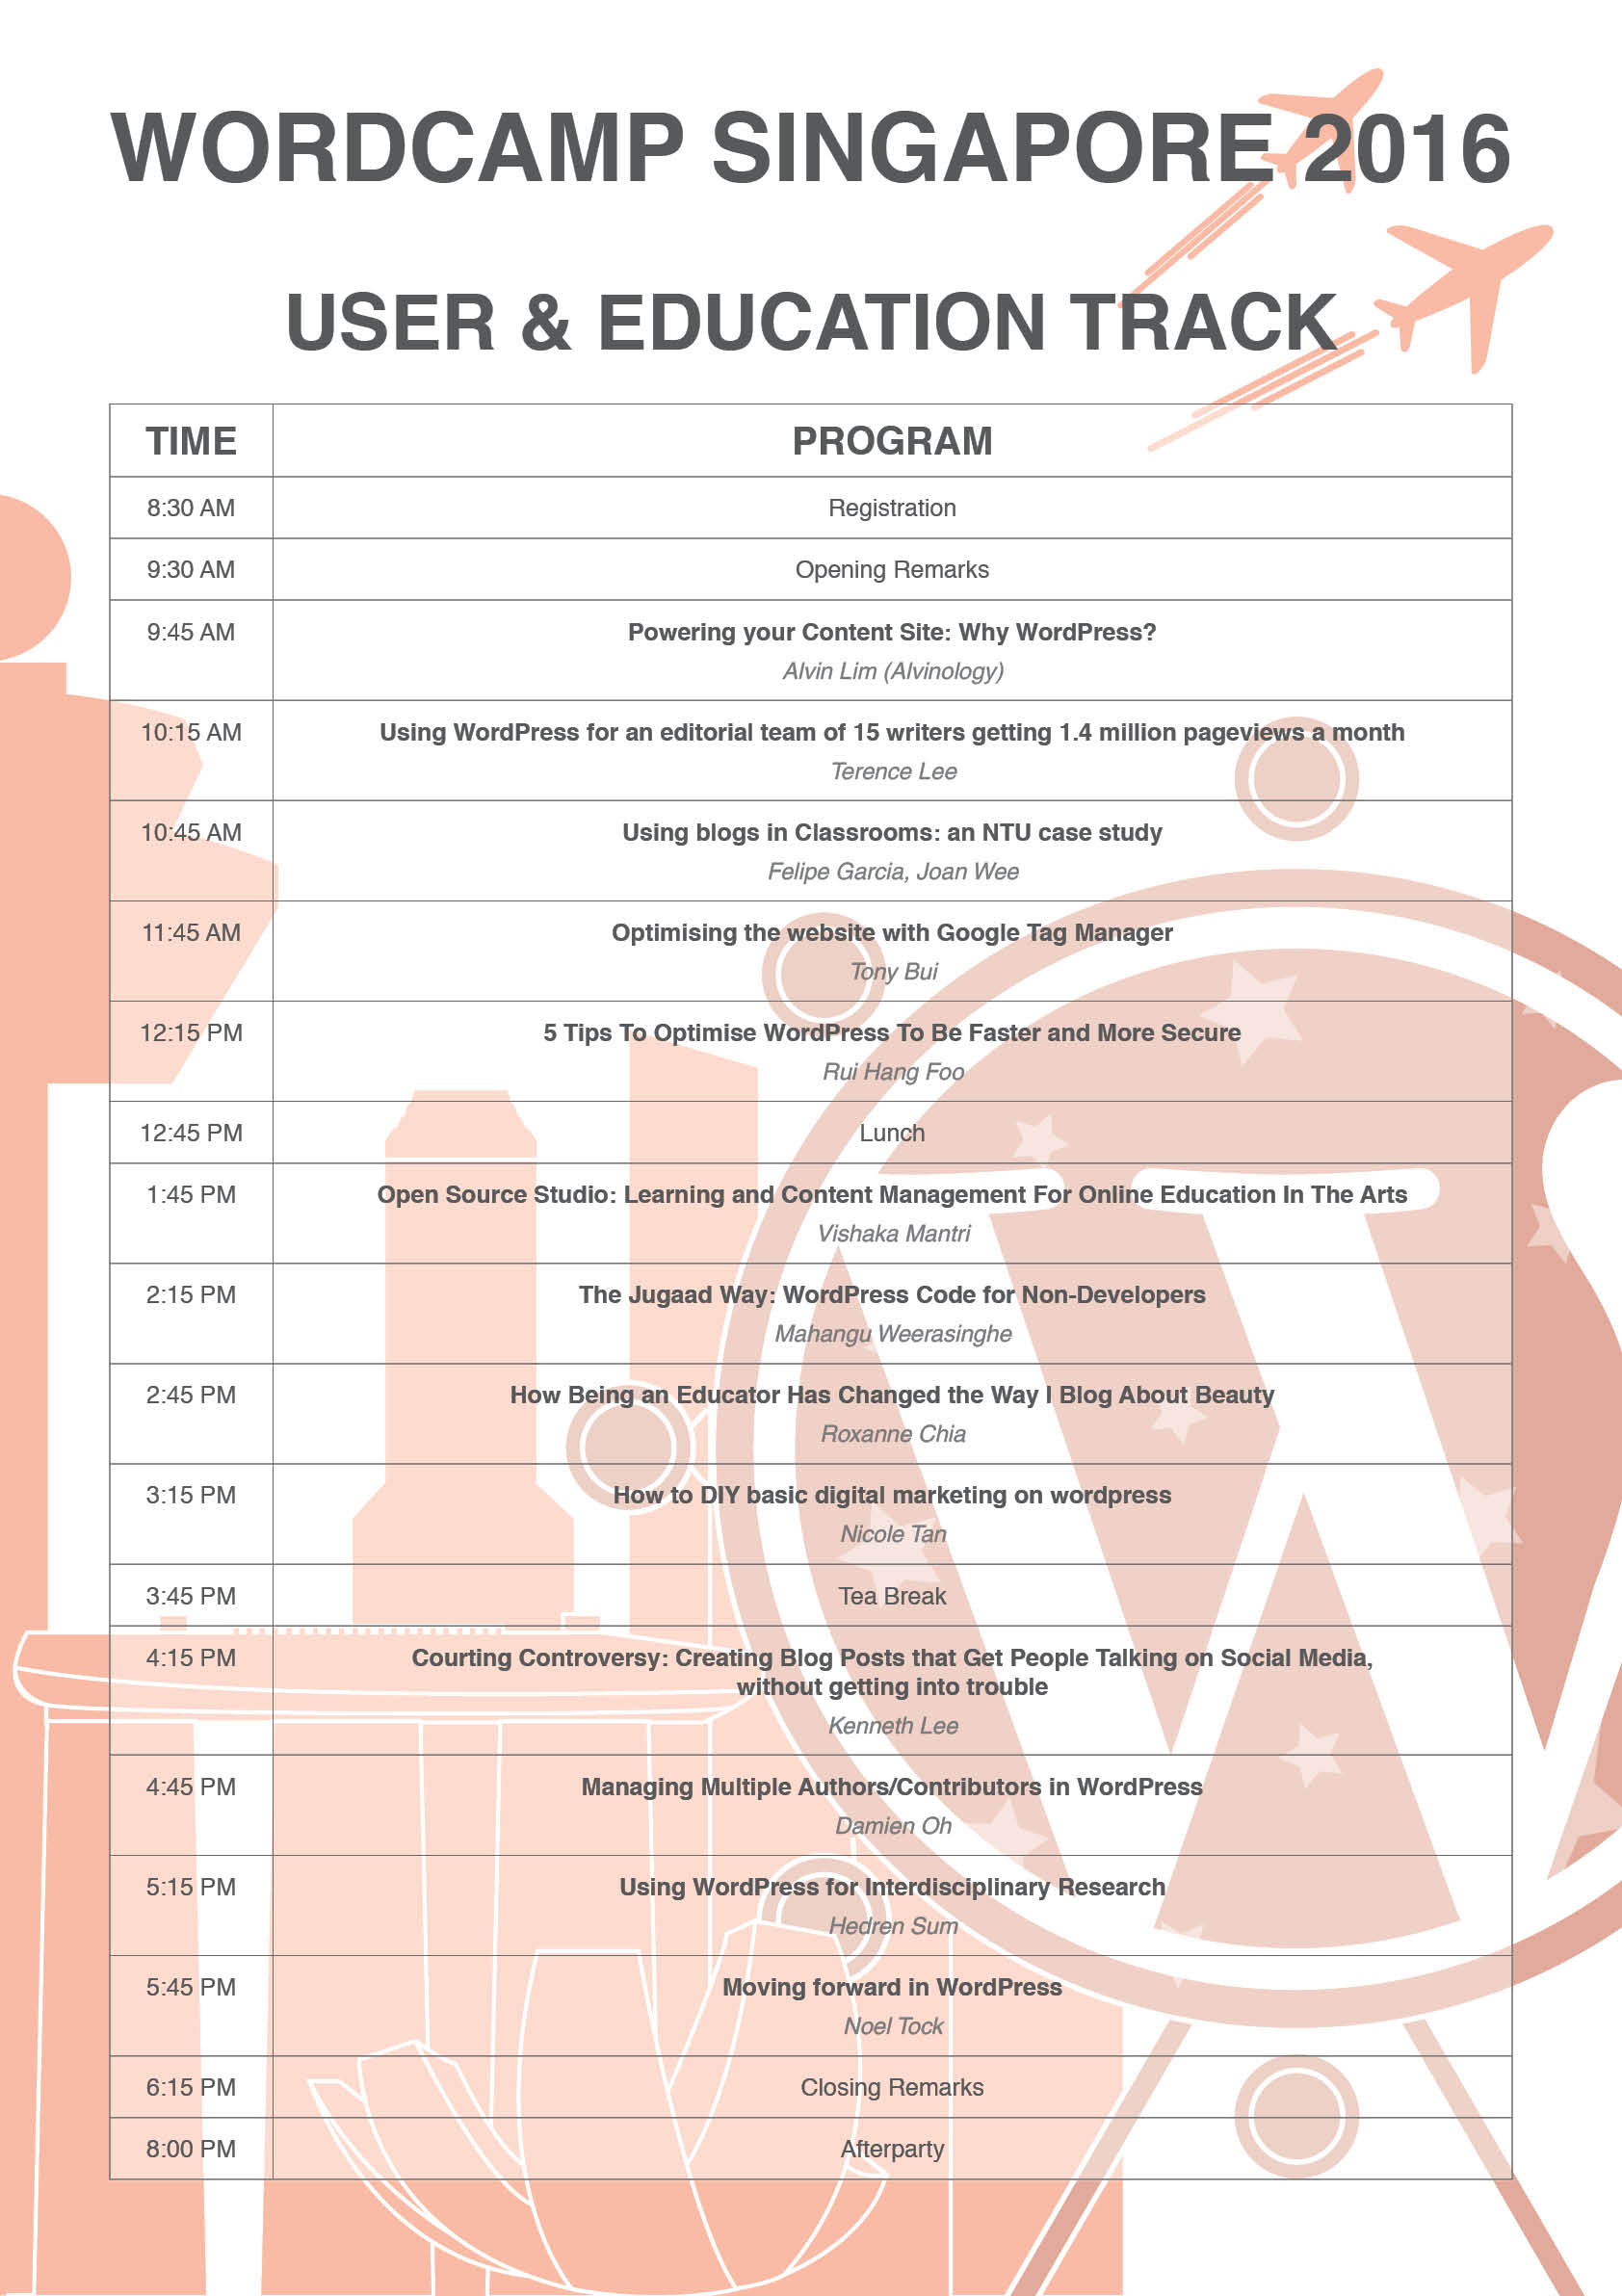 WORDCAMP SINGAPORE 2016
USER & EDUCATION TRACK
TIME PROGRAM
8:30 AM Registration
9:30 AM Opening Remarks
9:45 AM Powering your Content Site: Why WordPress?
Alvin Lim (Alvinology)
10:15 AM Using WordPress for an editorial team of 15 writers getting 1.4 million pageviews a month
Terence Lee
10:45 AM Using blogs in Classrooms: an NTU case study
Felipe Garcia, Joan Wee
11:45 AM Optimising the website with Google Tag Manager
Tony Bui
12:15 PM 5 Tips To Optimise WordPress To Be Faster and More Secure
Rui Hang Foo
12:45 PM Lunch
1:45 PM Open Source Studio: Learning and Content Management For Online Education In The Arts
Vishaka Mantri
2:15 PM The Jugaad Way: WordPress Code for Non-Developers
Mahangu Weerasinghe
2:45 PM How Being an Educator Has Changed the Way I Blog About Beauty
Roxanne Chia
3:15 PM How to DIY basic digital marketing on wordpress
Nicole Tan
3:45 PM Tea Break
4:15 PM Courting Controversy: Creating Blog Posts that Get People Talking on Social Media,
without getting into trouble
Kenneth Lee
4:45 PM Managing Multiple Authors/Contributors in WordPress
Damien Oh
5:15 PM Using WordPress for Interdisciplinary Research
Hedren Sum
5:45 PM Moving forward in WordPress
Noel Tock
6:15 PM Closing Remarks
8:00 PM Afterparty